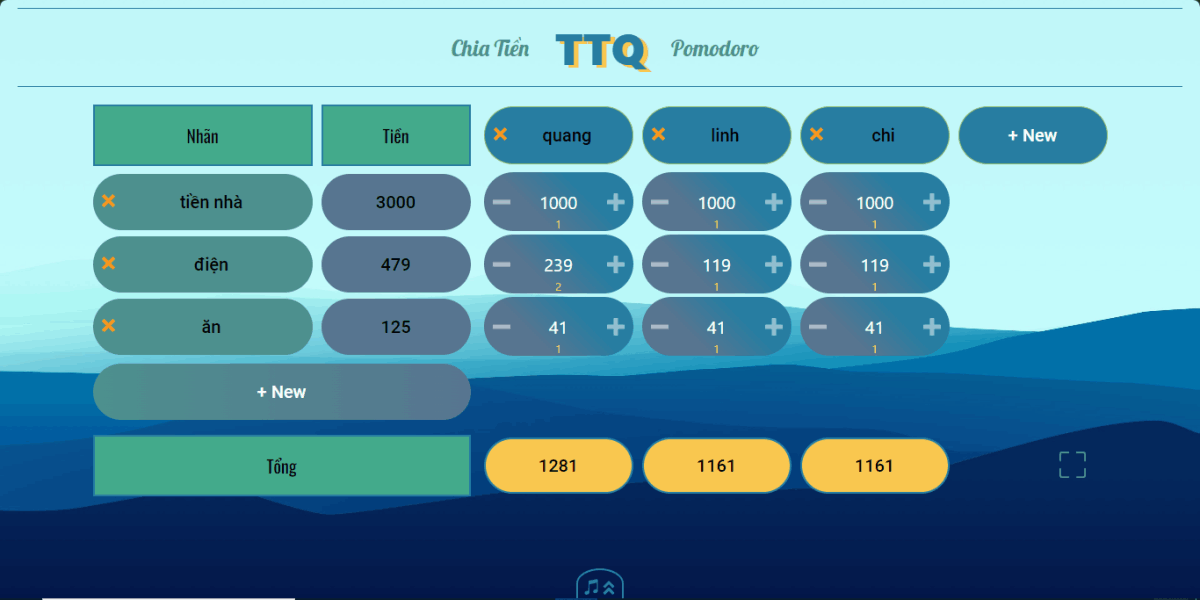 Chia Tiền TTQ Pomodoro
Nhãn Tiền quang linh chi + New
tiền nhà 3000 1000 1000 1000
1 1 1
điện 479 239 119 119
2 1 1
ăn 125 41 41 41
1 1 1
+ New
Tổng 1281 1161 1161